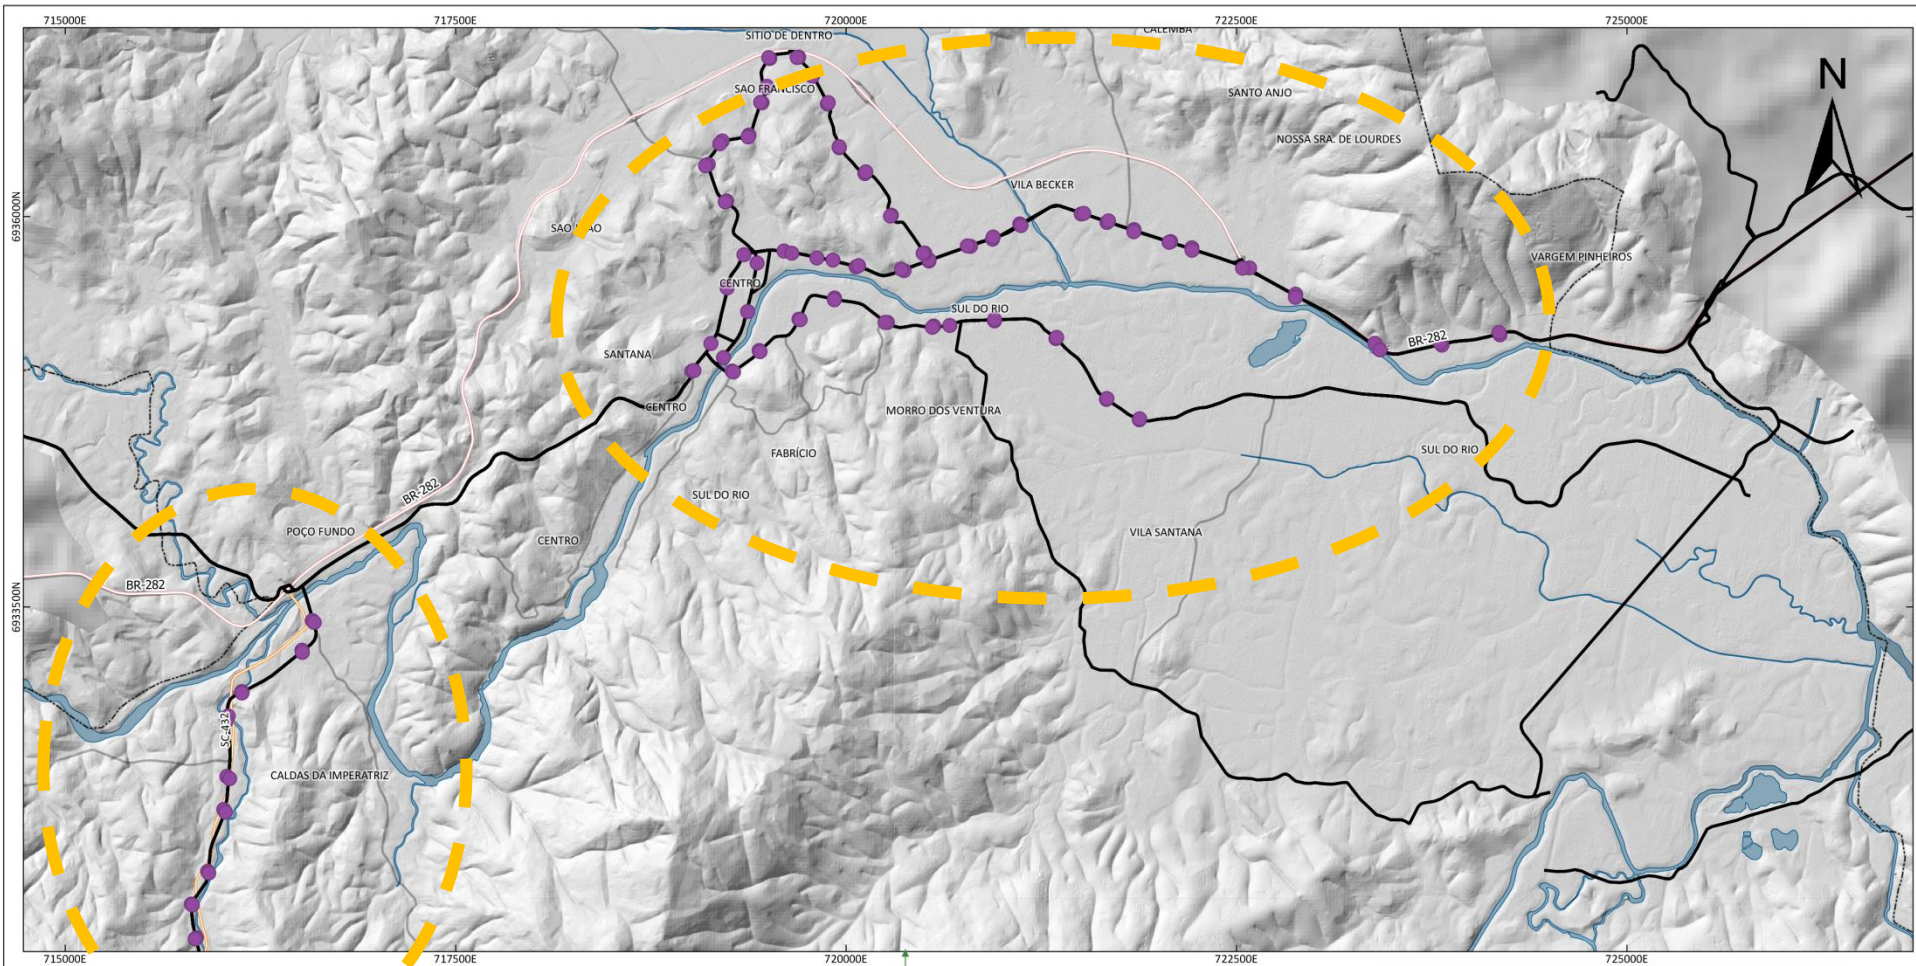 715000E
717500E
720000E
722500E
725000E
SITIO DE DENTRO
CALEMBA
N
SAO FRANCISCO
SANTO ANJO
NOSSA SRA. DE LOURDES
VILA BECKER
6936000N
VARGEM PINHEIROS
CENTRO
SUL DO RIO
BR-282
SANTANA
CENTRO
MORRO DOS VENTURA
FABRÍCIO
SUL DO RIO
BR-282
SUL DO RIO
POÇO FUNDO
CENTRO
VILA SANTANA
BR-282
6933500N
SC-432
CALDAS DA IMPERATRIZ
715000E
717500E
720000E
722500E
725000E